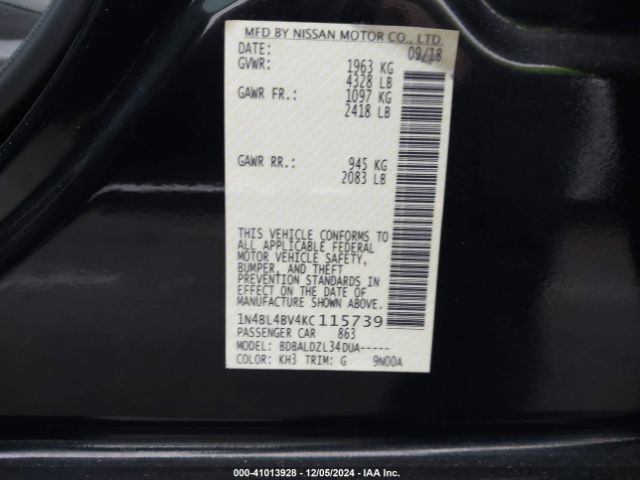 MFD BY NISSAN MOTOR CO., LTD.
DATE: 09/18
GVWR: 1963 KG
4328 LB
GAWR FR.: 1097 KG
2418 LB
GAWR RR.: 945 KG
2083 LB
THIS VEHICLE CONFORMS TO
ALL APPLICABLE FEDERAL
MOTOR VEHICLE SAFETY,
BUMPER, AND THEFT
PREVENTION STANDARDS IN
EFFECT ON THE DATE OF
MANUFACTURE SHOWN ABOVE.
1N4BL4BV4KC115739
PASSENGER CAR 863
MODEL: BDBALDZL34DUA-----
COLOR: KH3 TRIM: G 9N00A
000-41013928 - 12/05/2024 - IAAI.com